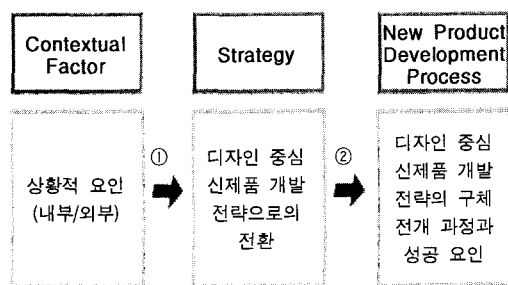 Contextual
Factor
Strategy
New Product
Development
Process
상황적 요인
(내부/외부)
①
디자인 중심
신제품 개발
전략으로의
전환
②
디자인 중심
신제품 개발
전략의 구체
전개 과정과
성공 요인